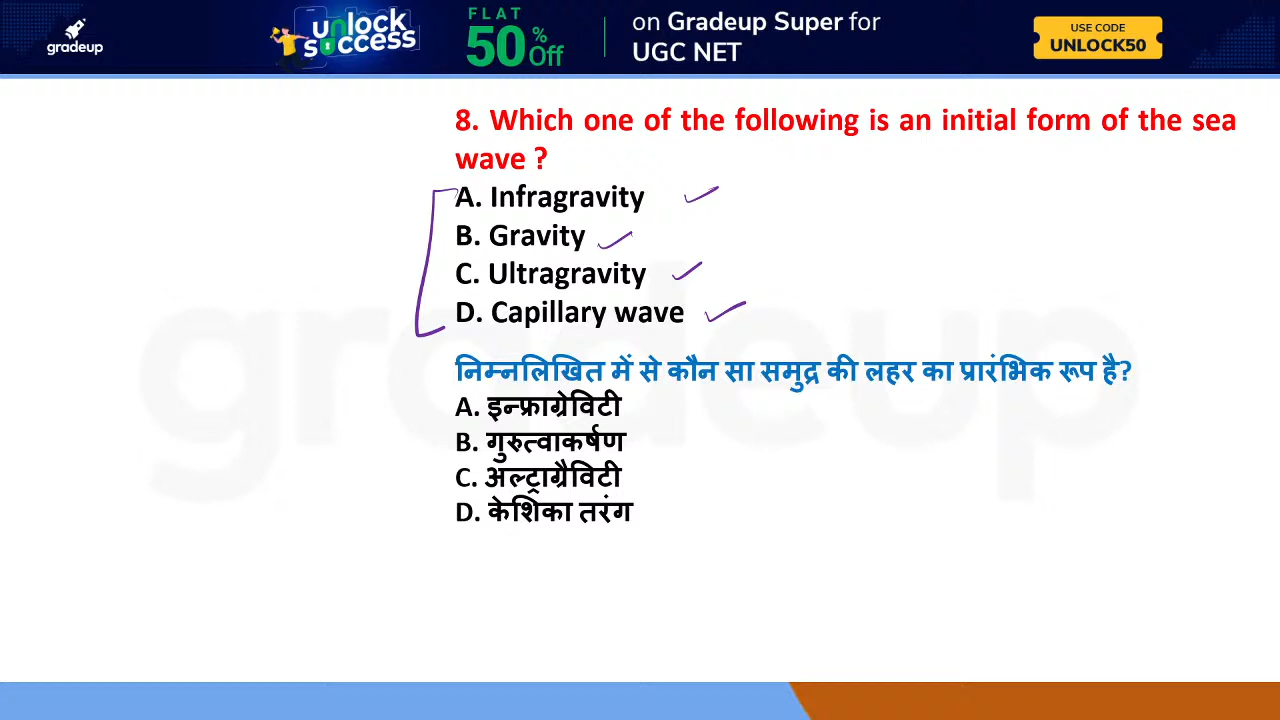 gradeup
unlock
success
FLAT
50% Off
on Gradeup Super for
UGC NET
USE CODE
UNLOCK50
8. Which one of the following is an initial form of the sea
wave ?
A. Infragravity
B. Gravity
C. Ultragravity
D. Capillary wave
निम्नलिखित में से कौन सा समुद्र की लहर का प्रारंभिक रूप है?
A. इन्फ्राग्रेविटी
B. गुरुत्वाकर्षण
C. अल्ट्राग्रैविटी
D. केशिका तरंग
gradeup